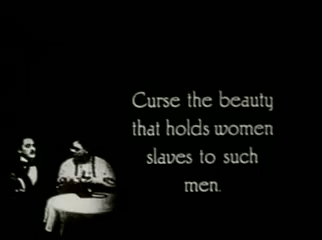 Curse the beauty
that holds women
slaves to such
men.